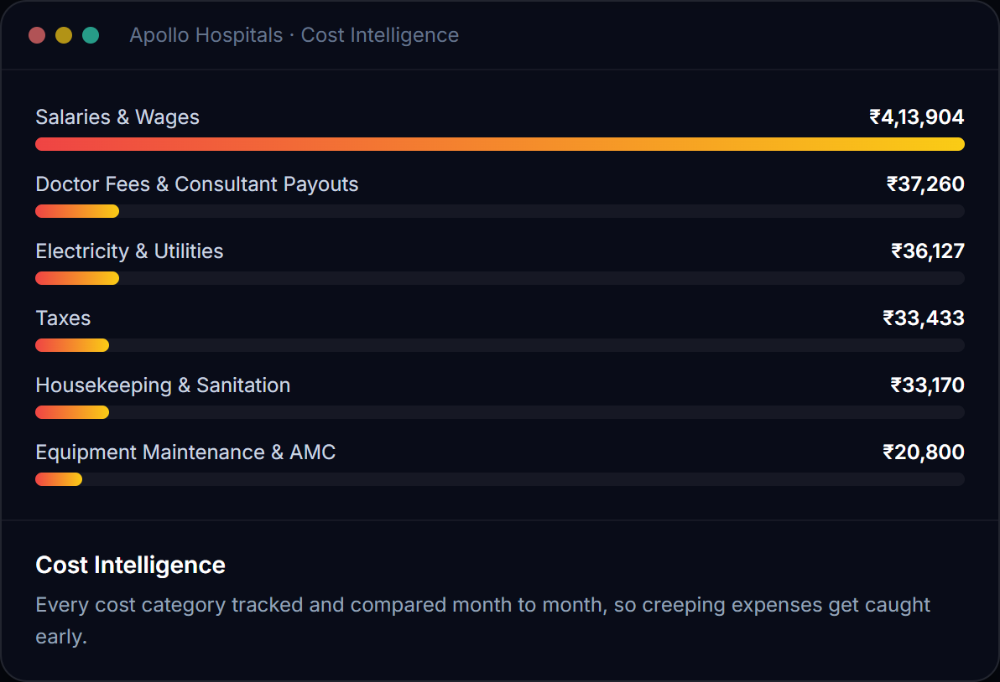 Apollo Hospitals · Cost Intelligence
Salaries & Wages ₹4,13,904
Doctor Fees & Consultant Payouts ₹37,260
Electricity & Utilities ₹36,127
Taxes ₹33,433
Housekeeping & Sanitation ₹33,170
Equipment Maintenance & AMC ₹20,800
Cost Intelligence
Every cost category tracked and compared month to month, so creeping expenses get caught
early.